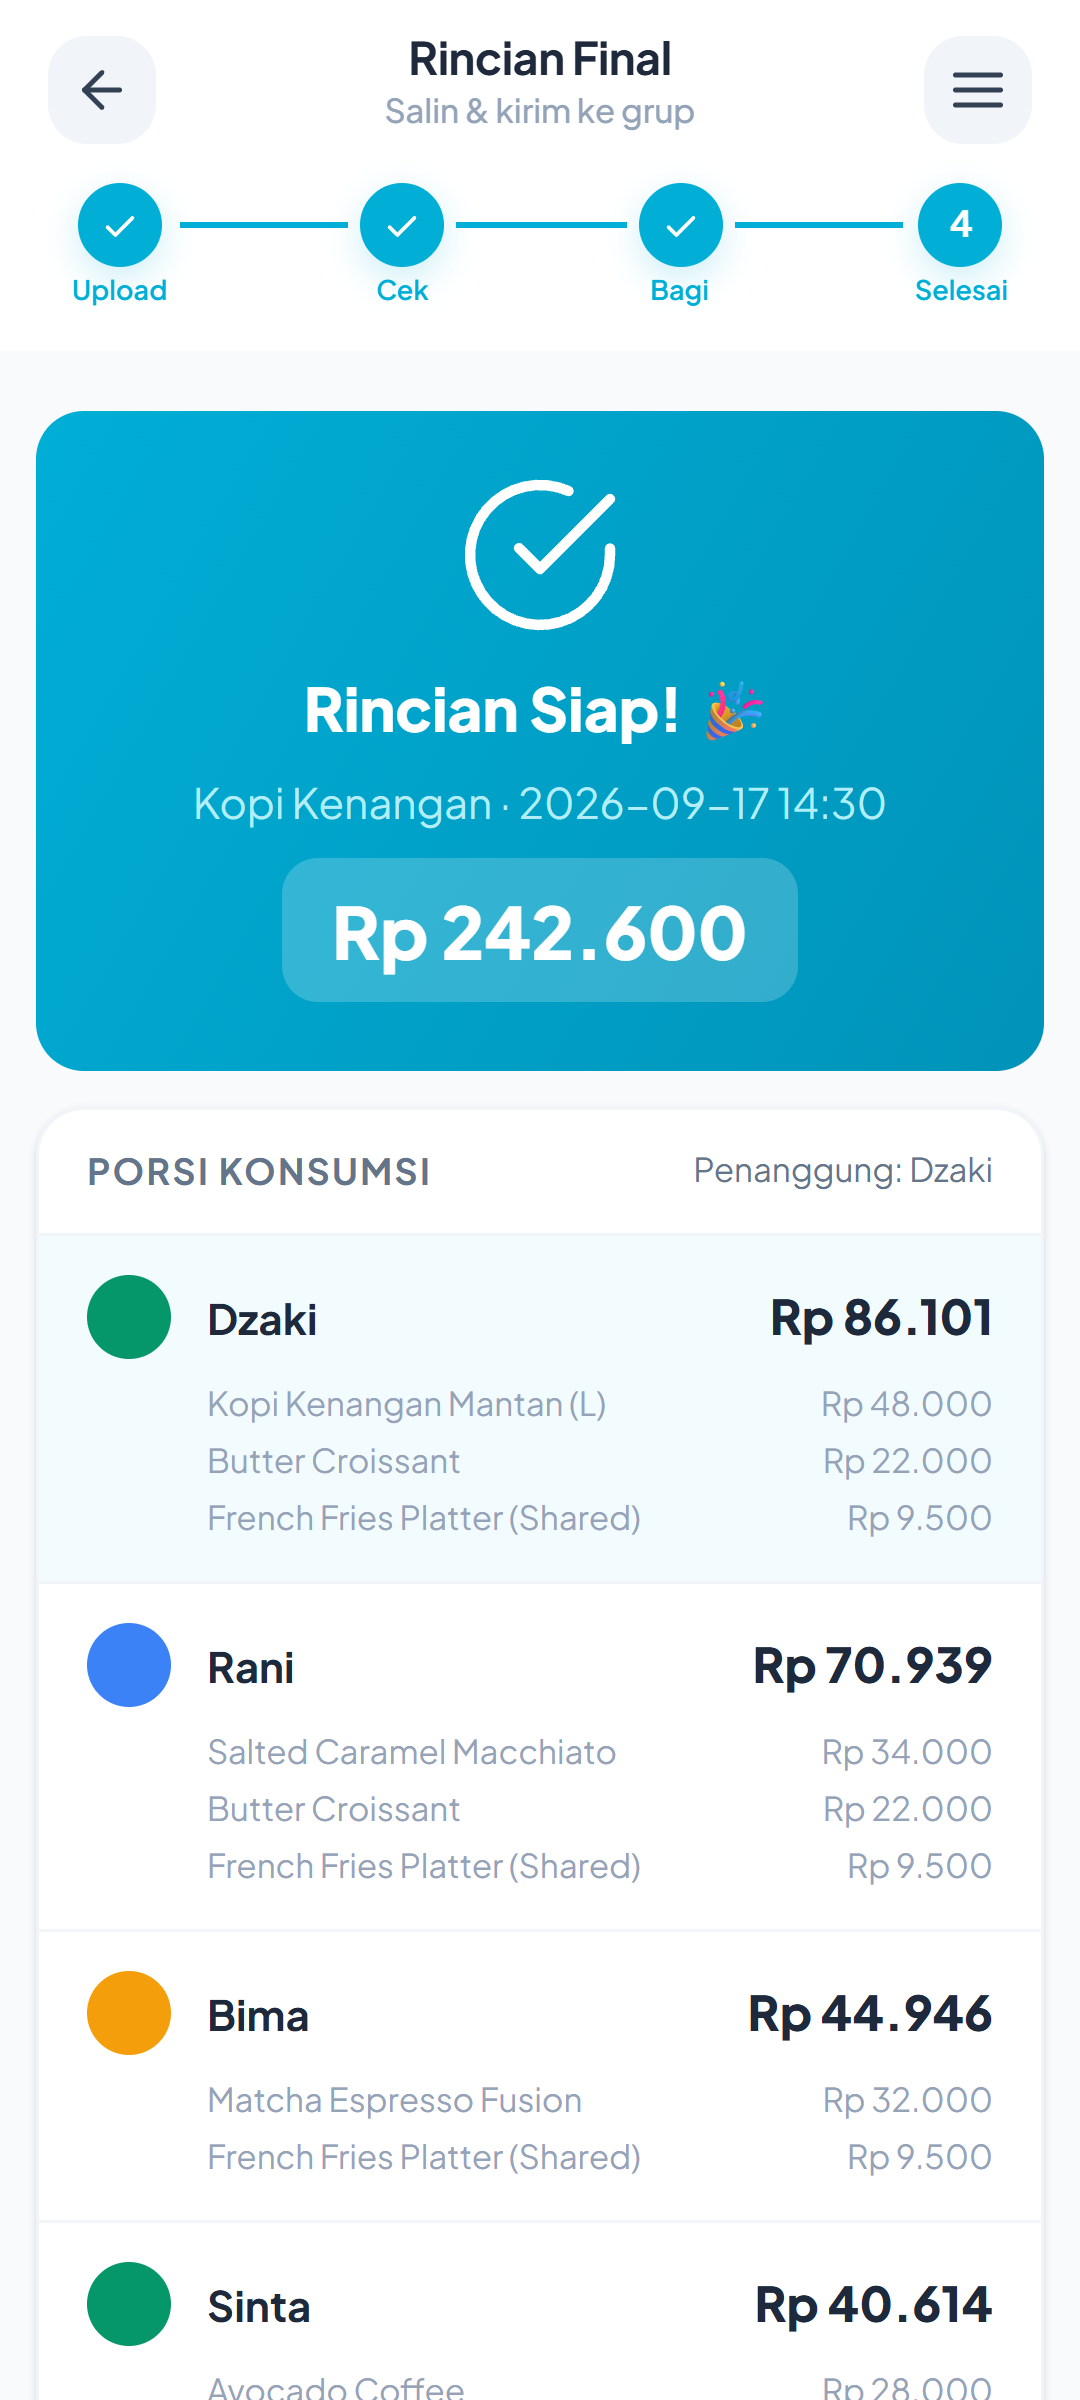 Rincian Final
Salin & kirim ke grup
4
Upload
Cek
Bagi
Selesai
Rincian Siap! 🎉
Kopi Kenangan · 2026-09-17 14:30
Rp 242.600
PORSI KONSUMSI
Penanggung: Dzaki
Dzaki Rp 86.101
Kopi Kenangan Mantan (L) Rp 48.000
Butter Croissant Rp 22.000
French Fries Platter (Shared) Rp 9.500
Rani Rp 70.939
Salted Caramel Macchiato Rp 34.000
Butter Croissant Rp 22.000
French Fries Platter (Shared) Rp 9.500
Bima Rp 44.946
Matcha Espresso Fusion Rp 32.000
French Fries Platter (Shared) Rp 9.500
Sinta Rp 40.614
Avocado Coffee Rp 28.000